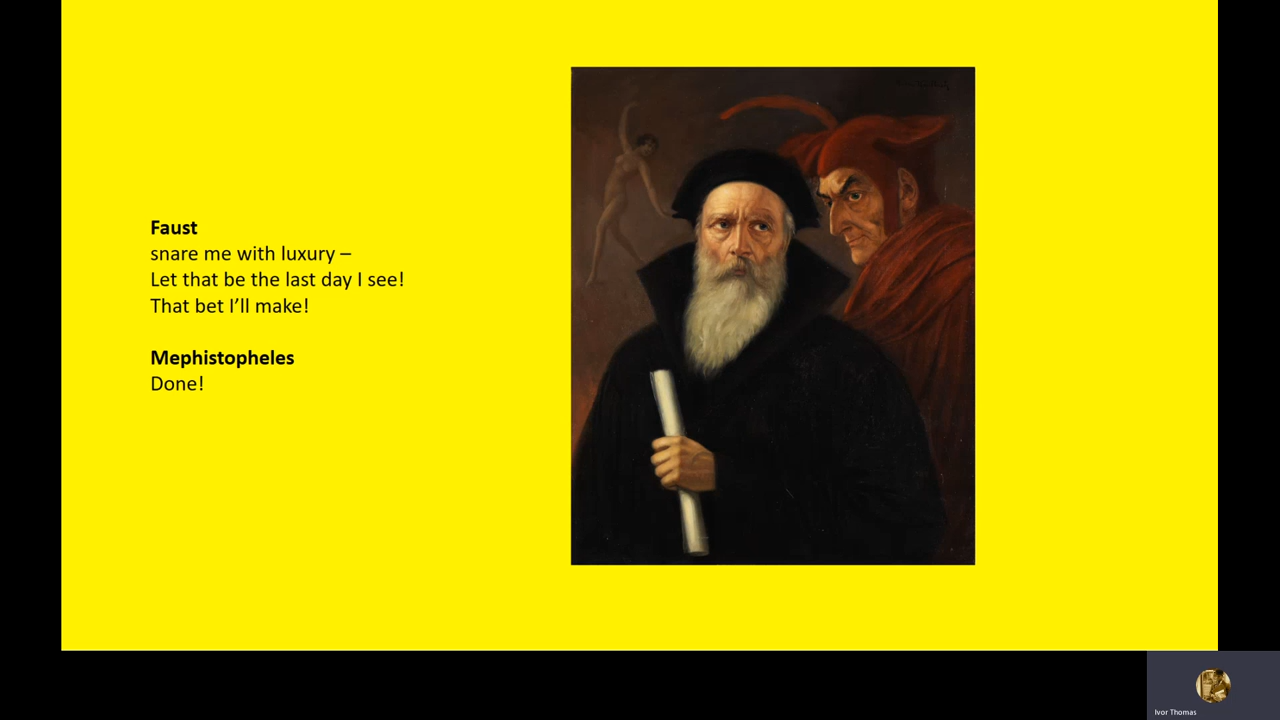 Faust
snare me with luxury –
Let that be the last day I see!
That bet I’ll make!
Mephistopheles
Done!
Ivor Thomas